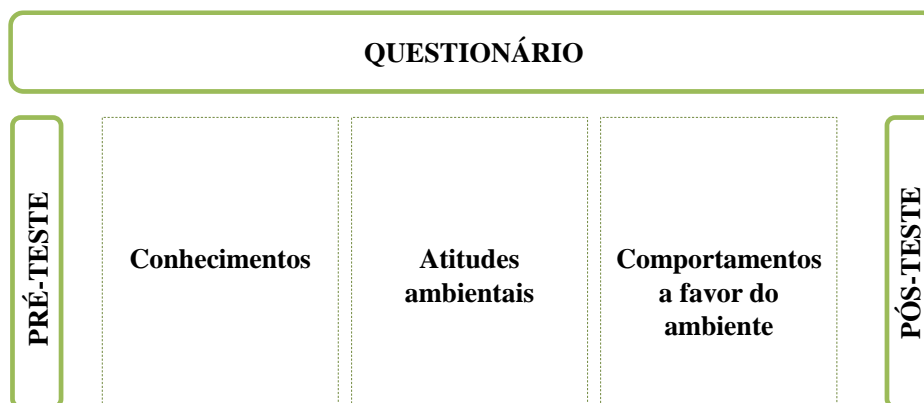 QUESTIONÁRIO
PRÉ-TESTE
Conhecimentos
Atitudes
ambientais
Comportamentos
a favor do
ambiente
PÓS-TESTE